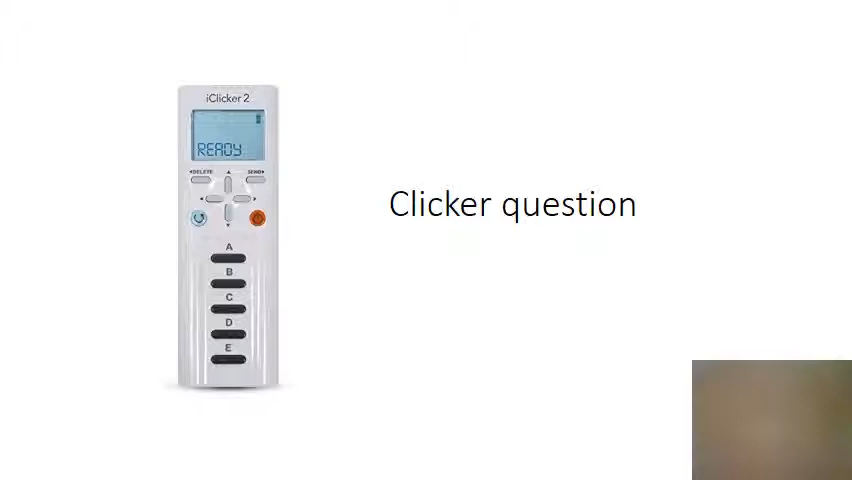 iClicker 2
READY
◂DELETE ▴ SEND▸
◂ ▸
▾
A
B
C
D
E
Clicker question